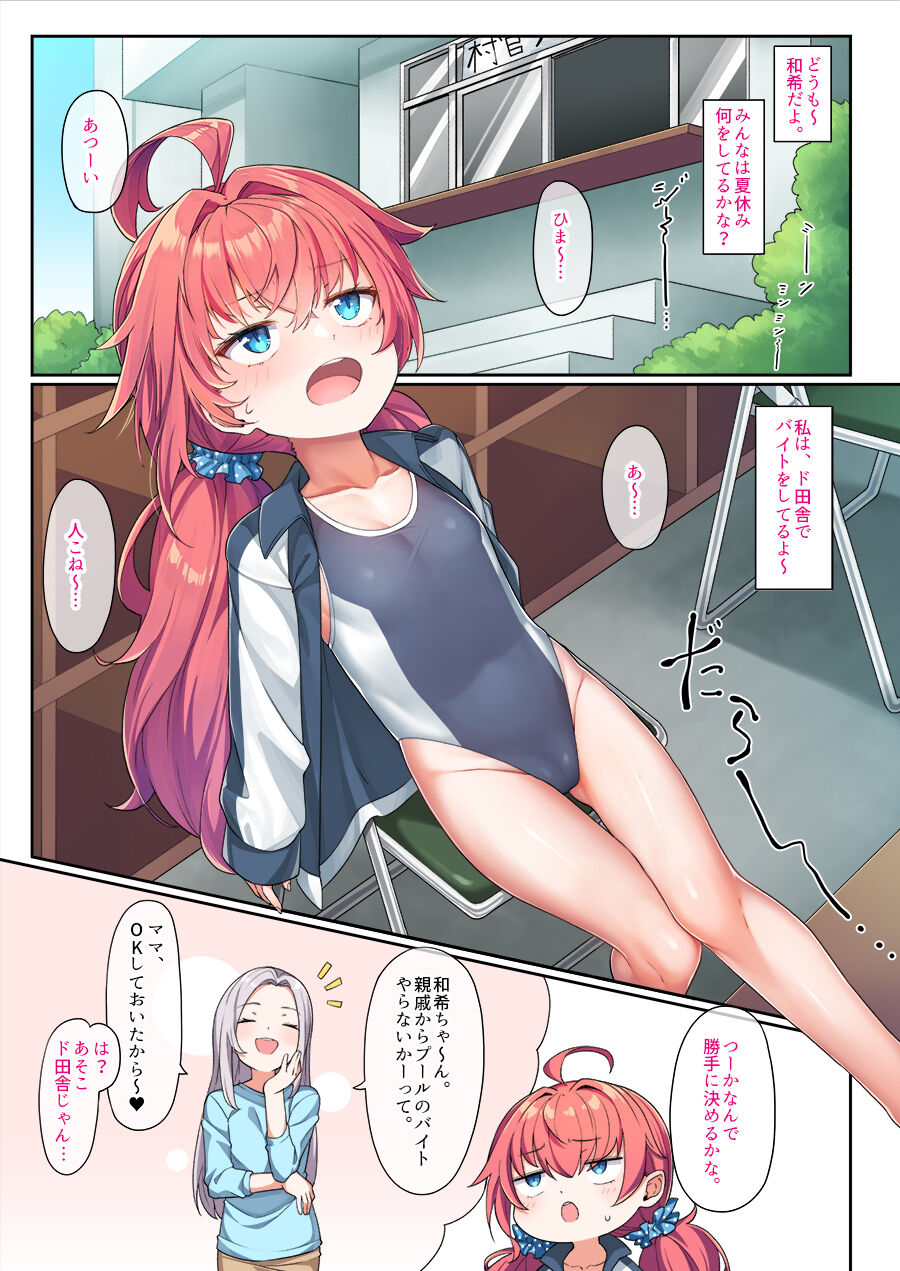 村官プ
どうも～
和希だよ。
みんなは夏休み
何をしてるかな？
ミーン
ミンミンミー
ジー
あつーい
ひま～…
私は、ド田舎で
バイトをしてるよ～
あ～…
人こね～…
だら～
和希ちゃ～ん。
親戚からプールのバイト
やらないかーって。
ママ、
OKしておいたから～♥
は？
あそこ
ド田舎じゃん…
つーかなんで
勝手に決めるかな。